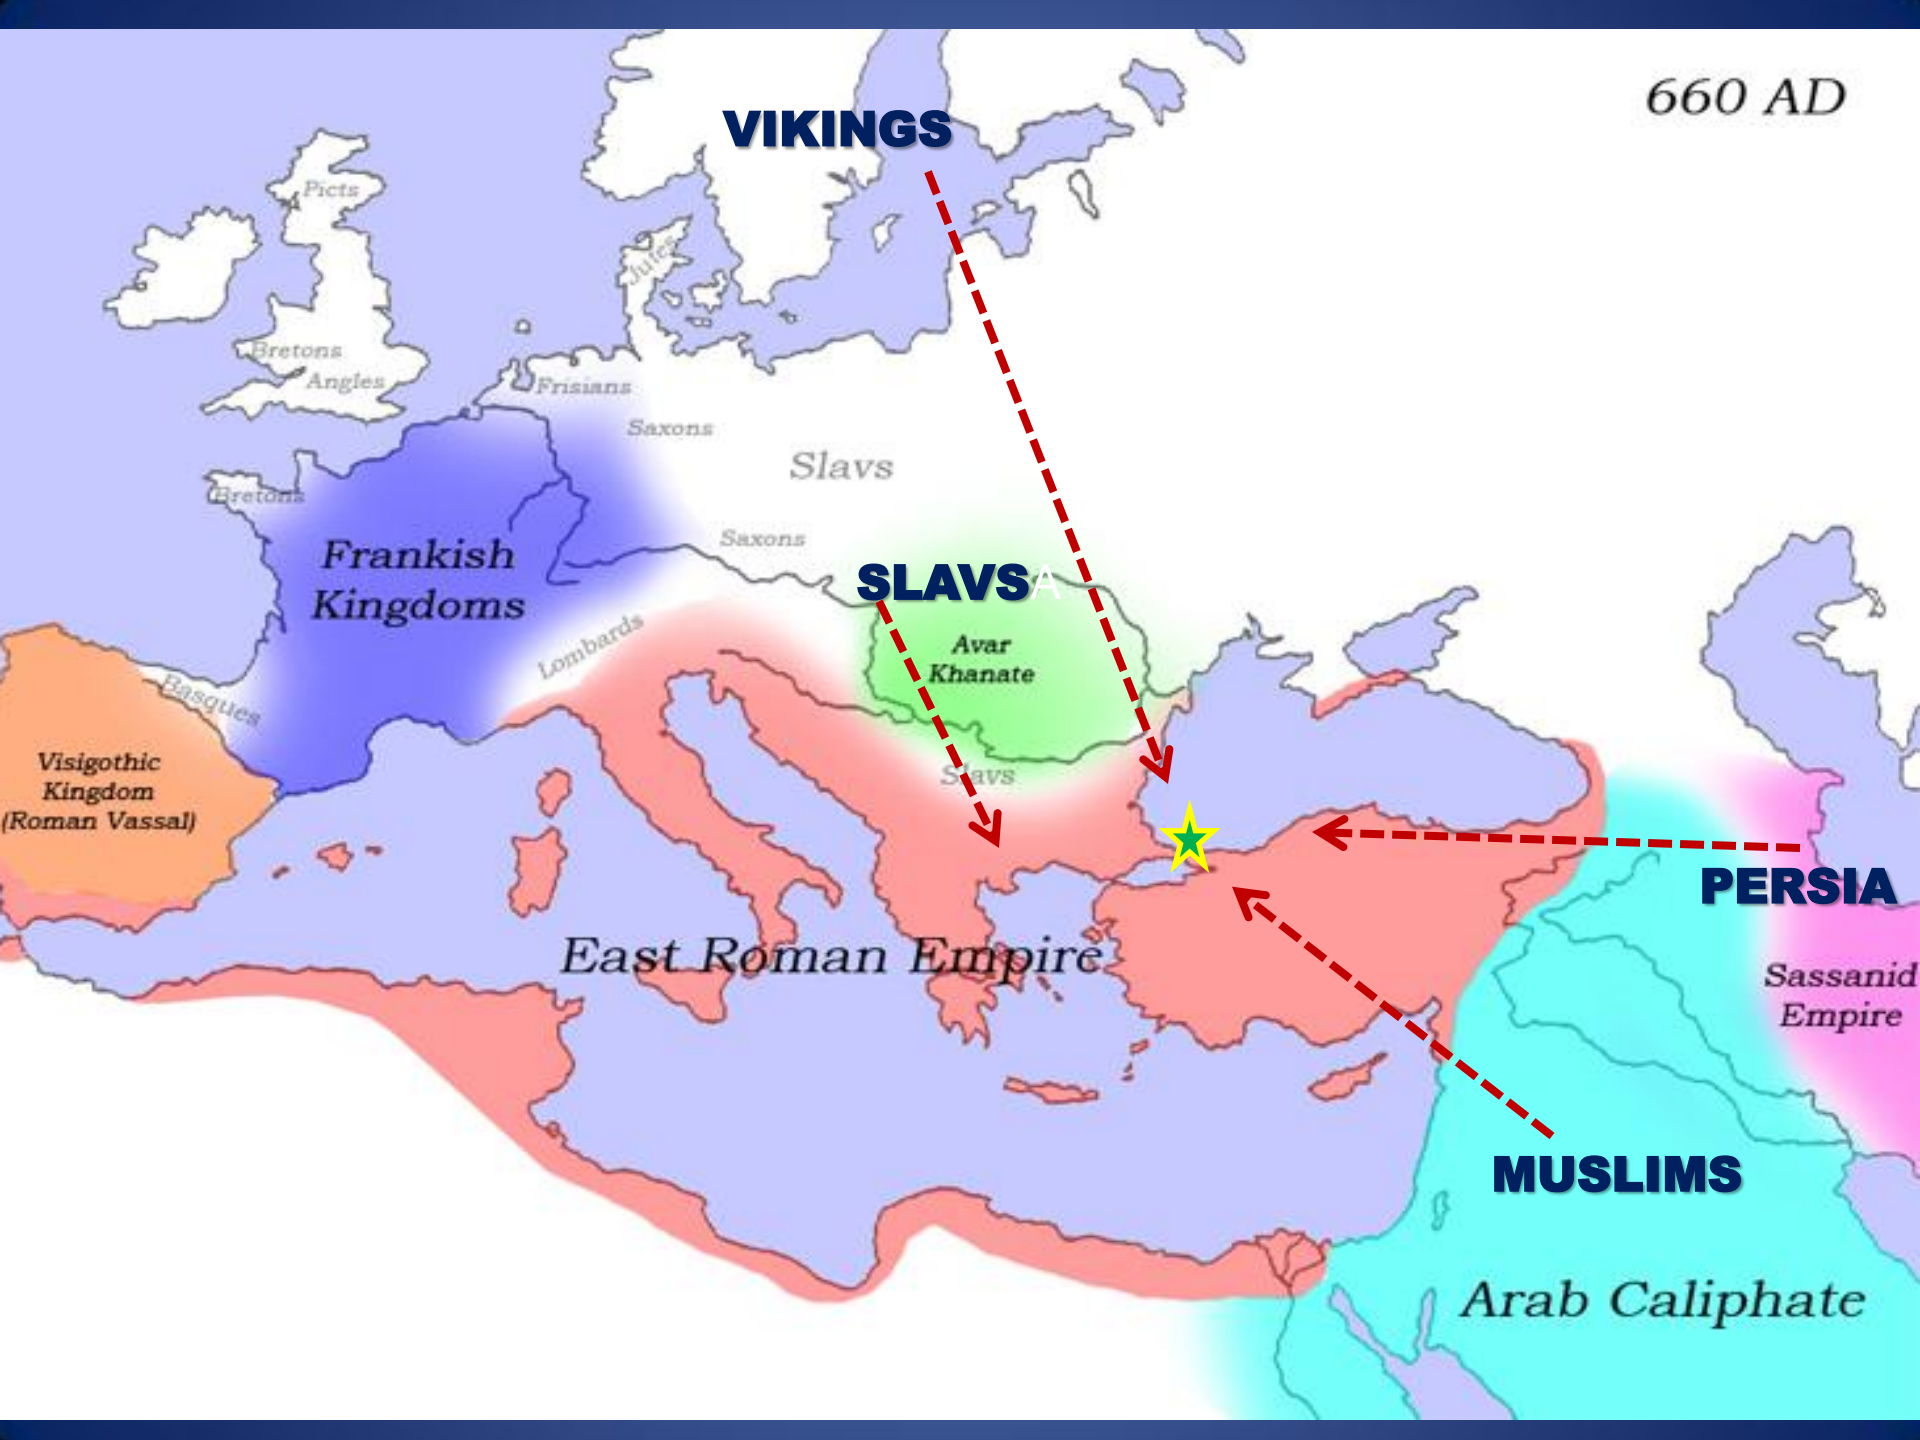 660 AD
VIKINGS
Picts
Jutes
Bretons
Angles
Frisians
Saxons
Slavs
Bretons
Saxons
Frankish
Kingdoms
SLAVSA
Lombards
Avar
Khanate
Basques
Visigothic
Kingdom
(Roman Vassal)
Slavs
PERSIA
East Roman Empire
Sassanid
Empire
MUSLIMS
Arab Caliphate